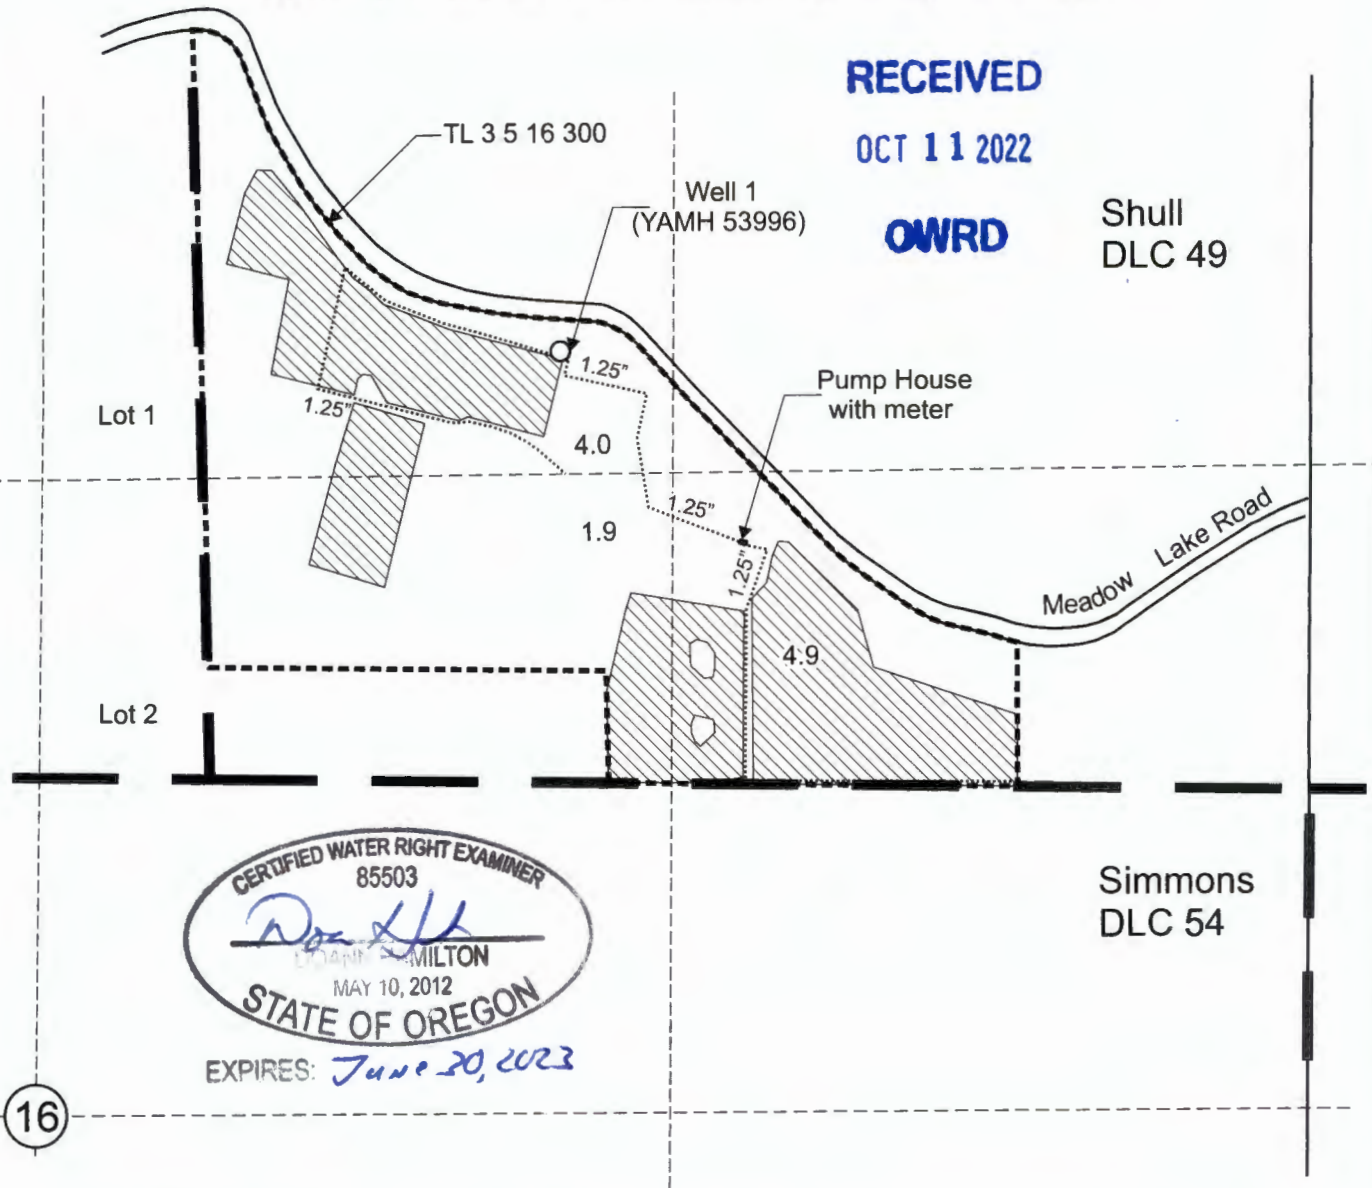 RECEIVED
OCT 11 2022
OWRD
TL 3 5 16 300
Well 1
(YAMH 53996)
Shull
DLC 49
1.25"
Pump House
with meter
Lot 1
1.25"
4.0
1.25"
1.9
1.25"
Meadow Lake Road
4.9
Lot 2
CERTIFIED WATER RIGHT EXAMINER
85503
HAMILTON
MAY 10, 2012
STATE OF OREGON
EXPIRES: June 30, 2023
Simmons
DLC 54
16